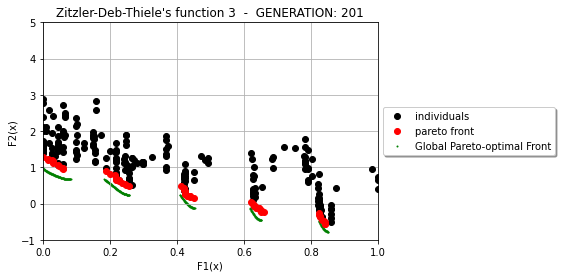 Zitzler-Deb-Thiele's function 3 - GENERATION: 201
5
4
3
2
1
0
−1
F2(x)
0.0 0.2 0.4 0.6 0.8 1.0
F1(x)
individuals
pareto front
Global Pareto-optimal Front